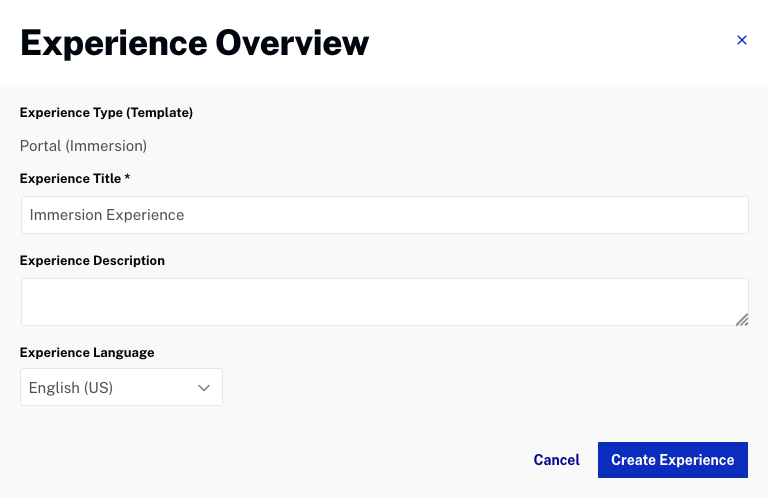 Experience Overview
×
Experience Type (Template)
Portal (Immersion)
Experience Title *
Immersion Experience
Experience Description
Experience Language
English (US)
Cancel
Create Experience